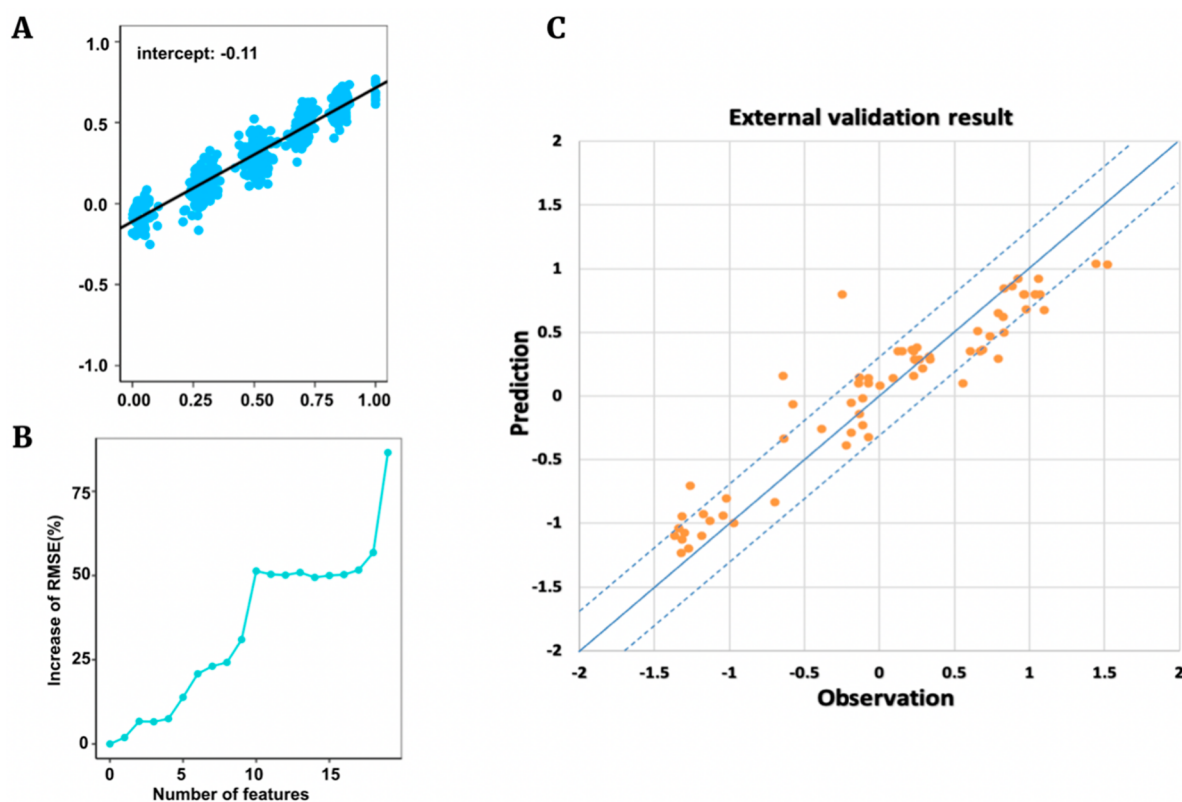 A
intercept: -0.11
1.0
0.5
0.0
-0.5
-1.0
0.00 0.25 0.50 0.75 1.00
B
Increase of RMSE(%)
75
50
25
0
0 5 10 15
Number of features
C
External validation result
Prediction
2
1.5
1
0.5
0
-0.5
-1
-1.5
-2
-2 -1.5 -1 -0.5 0 0.5 1 1.5 2
Observation